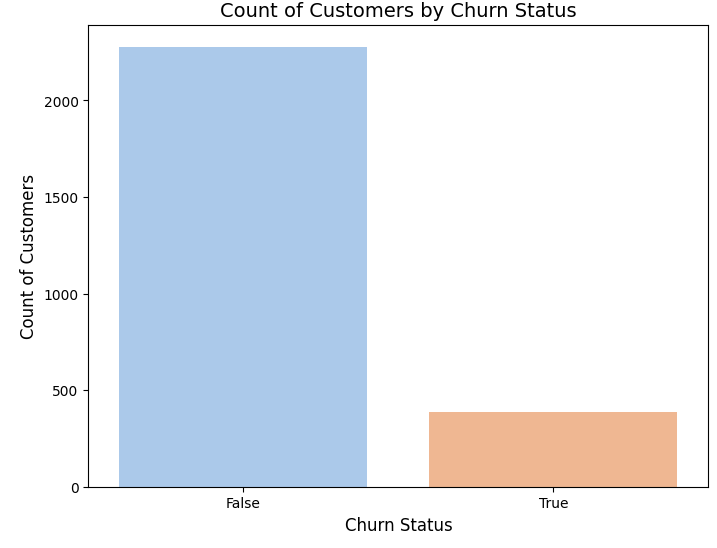 Count of Customers by Churn Status
Count of Customers
2000
1500
1000
500
0
False
True
Churn Status